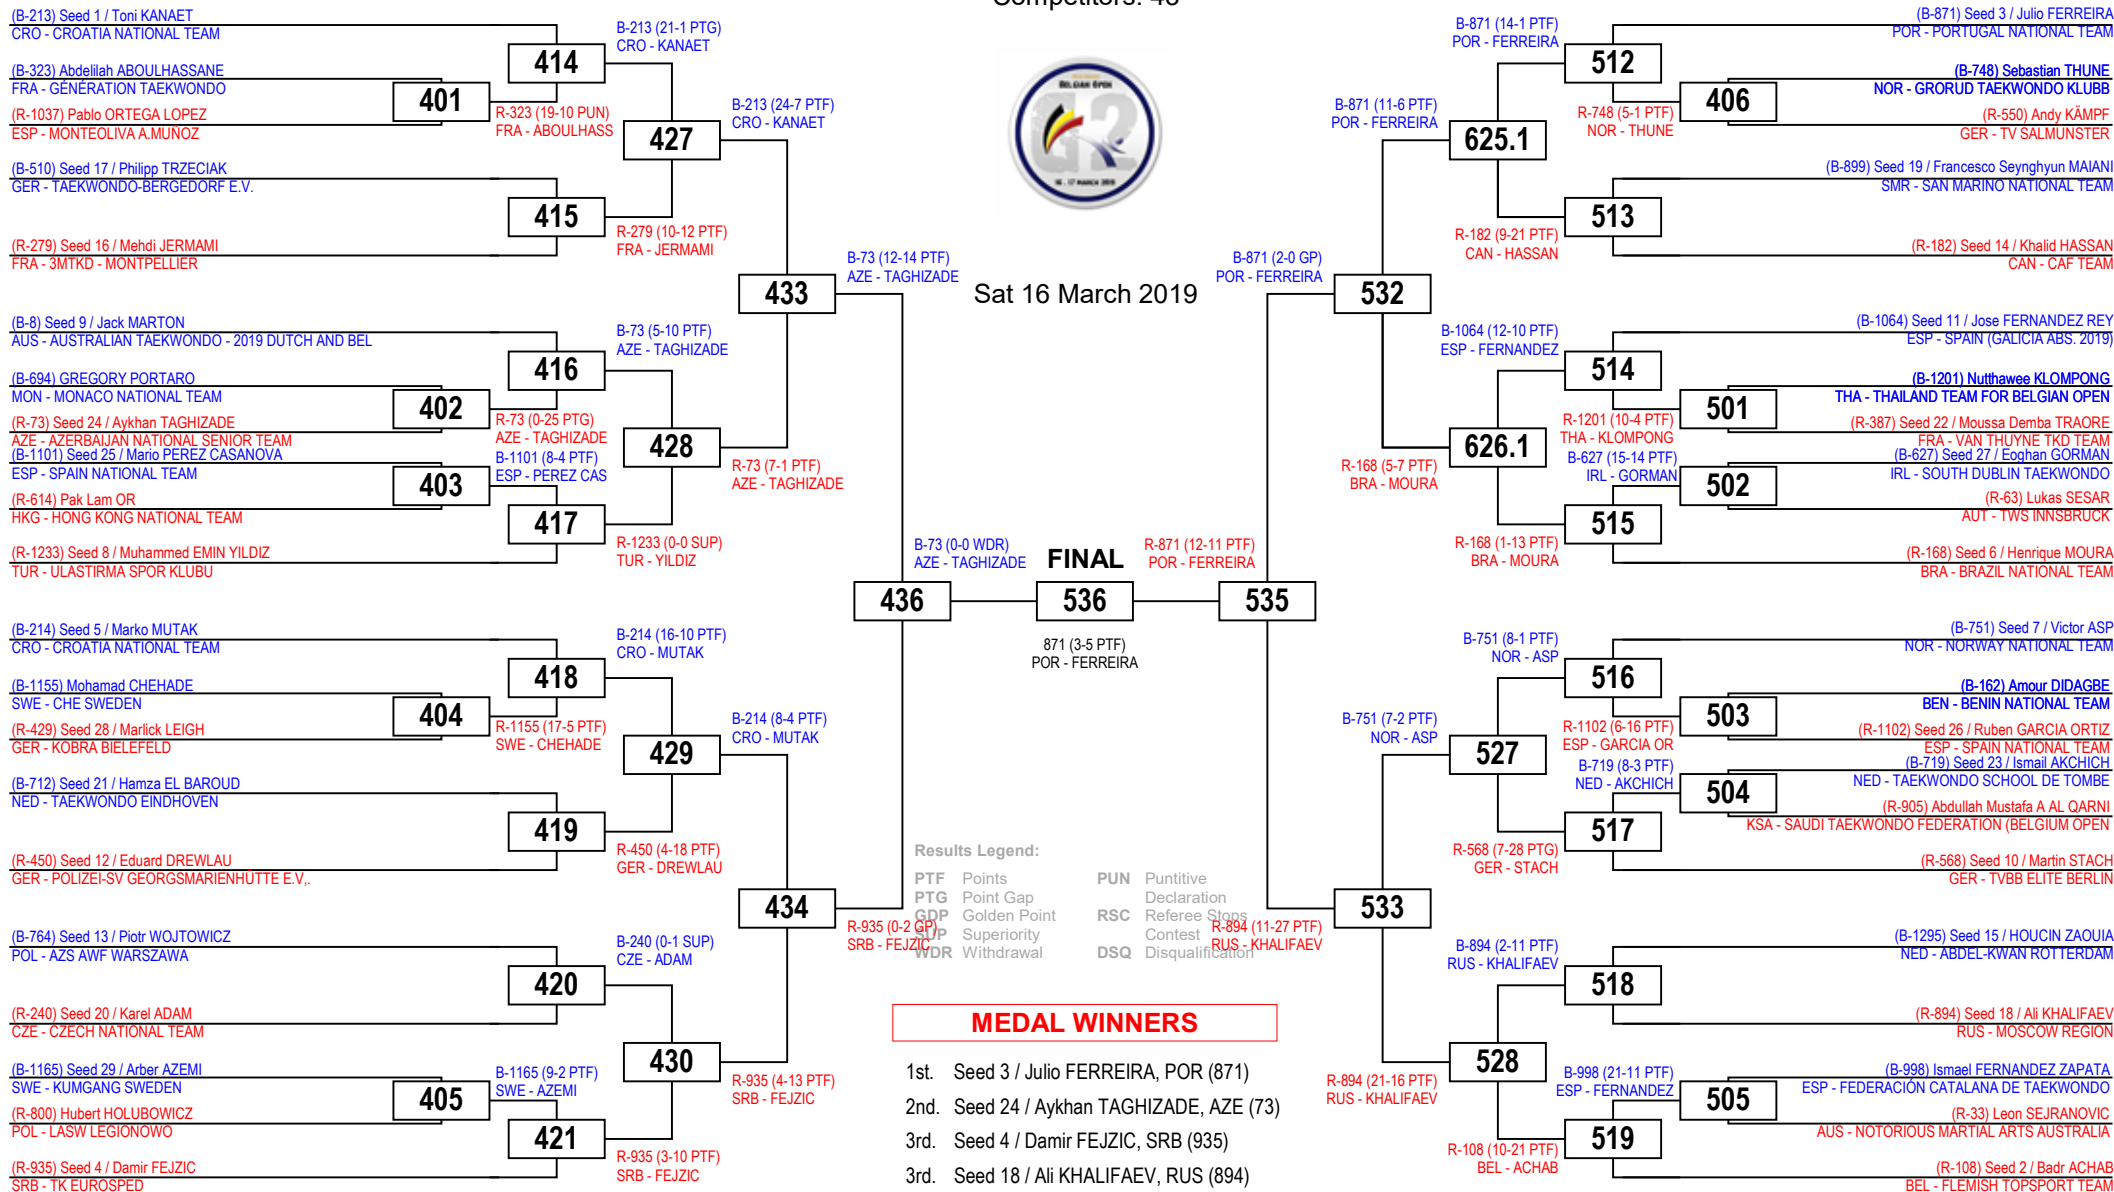 Competitors: 48
(B-213) Seed 1 / Toni KANAET
CRO - CROATIA NATIONAL TEAM
(B-323) Abdelilah ABOULHASSANE
FRA - GÉNÉRATION TAEKWONDO
(R-1037) Pablo ORTEGA LOPEZ
ESP - MONTEOLIVA A.MUÑOZ
(B-510) Seed 17 / Philipp TRZECIAK
GER - TAEKWONDO-BERGEDORF E.V.
(R-279) Seed 16 / Mehdi JERMAMI
FRA - 3MTKD - MONTPELLIER
(B-8) Seed 9 / Jack MARTON
AUS - AUSTRALIAN TAEKWONDO - 2019 DUTCH AND BEL
(B-694) GREGORY PORTARO
MON - MONACO NATIONAL TEAM
(R-73) Seed 24 / Aykhan TAGHIZADE
AZE - AZERBAIJAN NATIONAL SENIOR TEAM
(B-1101) Seed 25 / Mario PEREZ CASANOVA
ESP - SPAIN NATIONAL TEAM
(R-614) Pak Lam OR
HKG - HONG KONG NATIONAL TEAM
(R-1233) Seed 8 / Muhammed EMIN YILDIZ
TUR - ULASTIRMA SPOR KLUBU
(B-214) Seed 5 / Marko MUTAK
CRO - CROATIA NATIONAL TEAM
(B-1155) Mohamad CHEHADE
SWE - CHE SWEDEN
(R-429) Seed 28 / Marlick LEIGH
GER - KOBRA BIELEFELD
(B-712) Seed 21 / Hamza EL BAROUD
NED - TAEKWONDO EINDHOVEN
(R-450) Seed 12 / Eduard DREWLAU
GER - POLIZEI-SV GEORGSMARIENHÜTTE E.V,.
(B-764) Seed 13 / Piotr WOJTOWICZ
POL - AZS AWF WARSZAWA
(R-240) Seed 20 / Karel ADAM
CZE - CZECH NATIONAL TEAM
(B-1165) Seed 29 / Arber AZEMI
SWE - KUMGANG SWEDEN
(R-800) Hubert HOLUBOWICZ
POL - LASW LEGIONOWO
(R-935) Seed 4 / Damir FEJZIC
SRB - TK EUROSPED
401
R-323 (19-10 PUN)
FRA - ABOULHASS
402
R-73 (0-25 PTG)
AZE - TAGHIZADE
B-1101 (8-4 PTF)
ESP - PEREZ CAS
403
404
R-1155 (17-5 PTF)
SWE - CHEHADE
B-1165 (9-2 PTF)
SWE - AZEMI
405
414
B-213 (21-1 PTG)
CRO - KANAET
415
R-279 (10-12 PTF)
FRA - JERMAMI
416
B-73 (5-10 PTF)
AZE - TAGHIZADE
417
R-1233 (0-0 SUP)
TUR - YILDIZ
418
B-214 (16-10 PTF)
CRO - MUTAK
419
R-450 (4-18 PTF)
GER - DREWLAU
420
B-240 (0-1 SUP)
CZE - ADAM
421
R-935 (3-10 PTF)
SRB - FEJZIC
427
B-213 (24-7 PTF)
CRO - KANAET
428
R-73 (7-1 PTF)
AZE - TAGHIZADE
429
B-214 (8-4 PTF)
CRO - MUTAK
430
R-935 (4-13 PTF)
SRB - FEJZIC
433
B-73 (12-14 PTF)
AZE - TAGHIZADE
434
R-935 (0-2 GP)
SRB - FEJZIC
436
B-73 (0-0 WDR)
AZE - TAGHIZADE
BELGIAN OPEN
16 - 17 MARCH 2019
Sat 16 March 2019
FINAL
536
871 (3-5 PTF)
POR - FERREIRA
R-871 (12-11 PTF)
POR - FERREIRA
535
B-871 (2-0 GP)
POR - FERREIRA
532
R-894 (11-27 PTF)
RUS - KHALIFAEV
533
B-871 (11-6 PTF)
POR - FERREIRA
625.1
R-168 (5-7 PTF)
BRA - MOURA
626.1
B-751 (7-2 PTF)
NOR - ASP
527
R-894 (21-16 PTF)
RUS - KHALIFAEV
528
B-871 (14-1 PTF)
POR - FERREIRA
512
R-182 (9-21 PTF)
CAN - HASSAN
513
B-1064 (12-10 PTF)
ESP - FERNANDEZ
514
R-168 (1-13 PTF)
BRA - MOURA
515
B-751 (8-1 PTF)
NOR - ASP
516
R-568 (7-28 PTG)
GER - STACH
517
B-894 (2-11 PTF)
RUS - KHALIFAEV
518
R-108 (10-21 PTF)
BEL - ACHAB
519
R-748 (5-1 PTF)
NOR - THUNE
406
R-1201 (10-4 PTF)
THA - KLOMPONG
501
B-627 (15-14 PTF)
IRL - GORMAN
502
R-1102 (6-16 PTF)
ESP - GARCIA OR
503
B-719 (8-3 PTF)
NED - AKCHICH
504
B-998 (21-11 PTF)
ESP - FERNANDEZ
505
(B-871) Seed 3 / Julio FERREIRA
POR - PORTUGAL NATIONAL TEAM
(B-748) Sebastian THUNE
NOR - GRORUD TAEKWONDO KLUBB
(R-550) Andy KÄMPF
GER - TV SALMÜNSTER
(B-899) Seed 19 / Francesco Seynghyun MAIANI
SMR - SAN MARINO NATIONAL TEAM
(R-182) Seed 14 / Khalid HASSAN
CAN - CAF TEAM
(B-1064) Seed 11 / Jose FERNANDEZ REY
ESP - SPAIN (GALICIA ABS. 2019)
(B-1201) Nutthawee KLOMPONG
THA - THAILAND TEAM FOR BELGIAN OPEN
(R-387) Seed 22 / Moussa Demba TRAORE
FRA - VAN THUYNE TKD TEAM
(B-627) Seed 27 / Eoghan GORMAN
IRL - SOUTH DUBLIN TAEKWONDO
(R-63) Lukas SESAR
AUT - TWS INNSBRUCK
(R-168) Seed 6 / Henrique MOURA
BRA - BRAZIL NATIONAL TEAM
(B-751) Seed 7 / Victor ASP
NOR - NORWAY NATIONAL TEAM
(B-162) Amour DIDAGBE
BEN - BENIN NATIONAL TEAM
(R-1102) Seed 26 / Ruben GARCIA ORTIZ
ESP - SPAIN NATIONAL TEAM
(B-719) Seed 23 / Ismail AKCHICH
NED - TAEKWONDO SCHOOL DE TOMBE
(R-905) Abdullah Mustafa A AL QARNI
KSA - SAUDI TAEKWONDO FEDERATION (BELGIUM OPEN
(R-568) Seed 10 / Martin STACH
GER - TVBB ELITE BERLIN
(B-1295) Seed 15 / HOUCIN ZAOUIA
NED - ABDEL-KWAN ROTTERDAM
(R-894) Seed 18 / Ali KHALIFAEV
RUS - MOSCOW REGION
(B-998) Ismael FERNANDEZ ZAPATA
ESP - FEDERACIÓN CATALANA DE TAEKWONDO
(R-33) Leon SEJRANOVIC
AUS - NOTORIOUS MARTIAL ARTS AUSTRALIA
(R-108) Seed 2 / Badr ACHAB
BEL - FLEMISH TOPSPORT TEAM
Results Legend:
PTF Points
PTG Point Gap
GDP Golden Point
SUP Superiority
WDR Withdrawal
PUN Puntitive
Declaration
RSC Referee Stops
Contest
DSQ Disqualification
MEDAL WINNERS
1st. Seed 3 / Julio FERREIRA, POR (871)
2nd. Seed 24 / Aykhan TAGHIZADE, AZE (73)
3rd. Seed 4 / Damir FEJZIC, SRB (935)
3rd. Seed 18 / Ali KHALIFAEV, RUS (894)